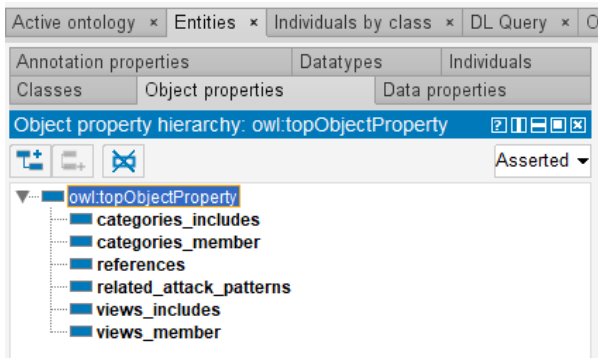 Active ontology × Entities × Individuals by class × DL Query × O
Annotation properties Datatypes Individuals
Classes Object properties Data properties
Object property hierarchy: owl:topObjectProperty
Asserted
owl:topObjectProperty
categories_includes
categories_member
references
related_attack_patterns
views_includes
views_member